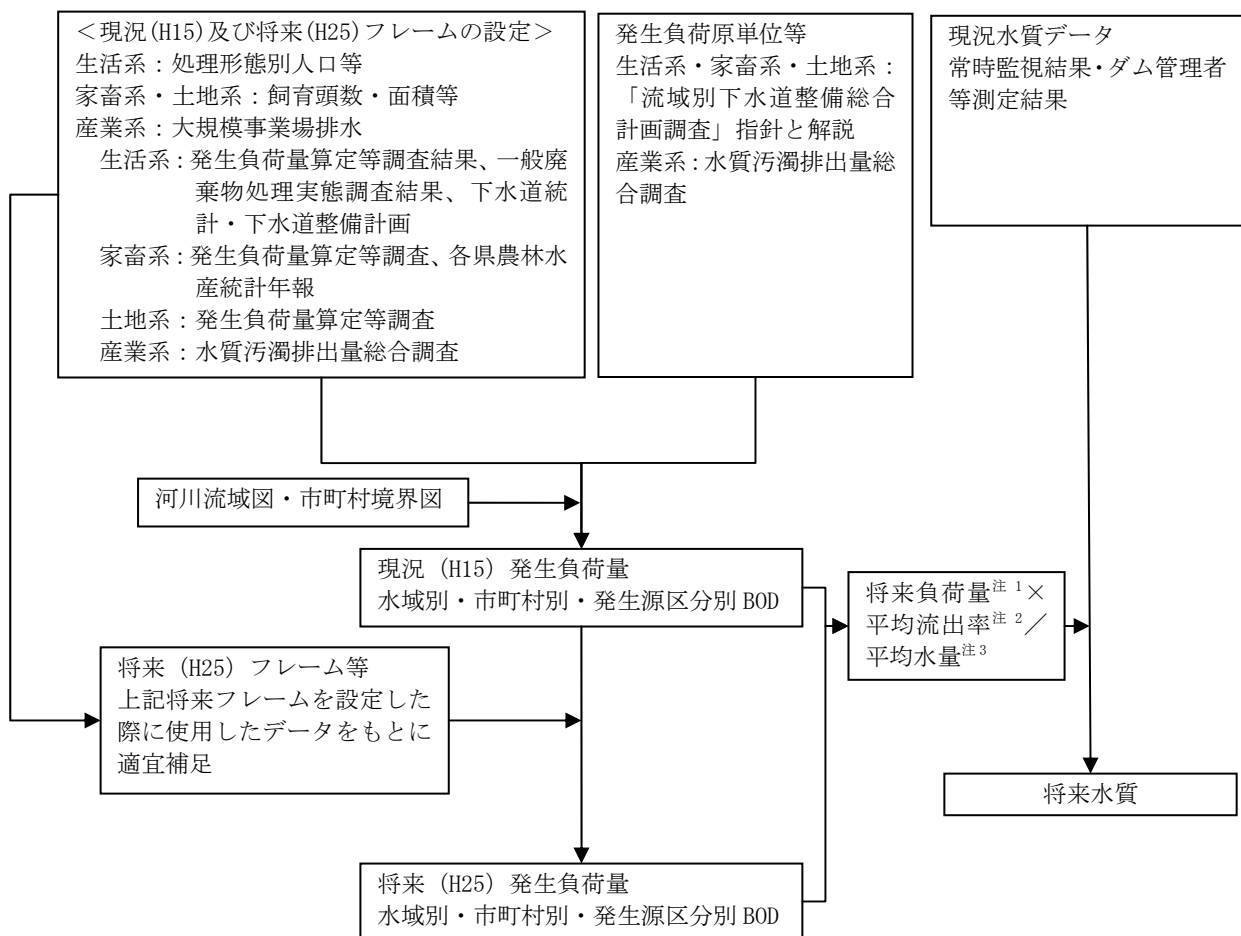 ＜現況(H15)及び将来(H25)フレームの設定＞
生活系：処理形態別人口等
家畜系・土地系：飼育頭数・面積等
産業系：大規模事業場排水
生活系：発生負荷量算定等調査結果、一般廃
棄物処理実態調査結果、下水道統
計・下水道整備計画
家畜系：発生負荷量算定等調査、各県農林水
産統計年報
土地系：発生負荷量算定等調査
産業系：水質汚濁排出量総合調査
発生負荷原単位等
生活系・家畜系・土地系：
「流域別下水道整備総合
計画調査」指針と解説
産業系：水質汚濁排出量総
合調査
現況水質データ
常時監視結果・ダム管理者
等測定結果
河川流域図・市町村境界図
現況（H15）発生負荷量
水域別・市町村別・発生源区分別 BOD
将来負荷量注 1×
平均流出率注 2／
平均水量注 3
将来（H25）フレーム等
上記将来フレームを設定した
際に使用したデータをもとに
適宜補足
将来水質
将来（H25）発生負荷量
水域別・市町村別・発生源区分別 BOD